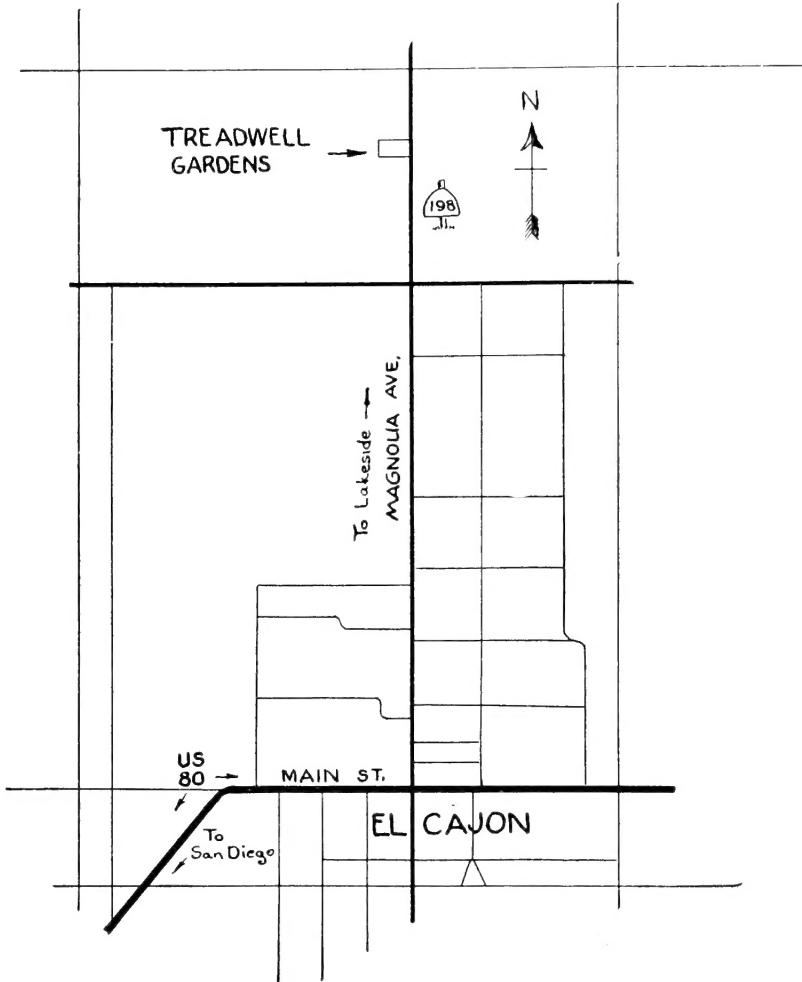 TREADWELL
GARDENS
N
198
To Lakeside
MAGNOLIA AVE.
US
80
MAIN ST.
EL CAJON
To
San Diego